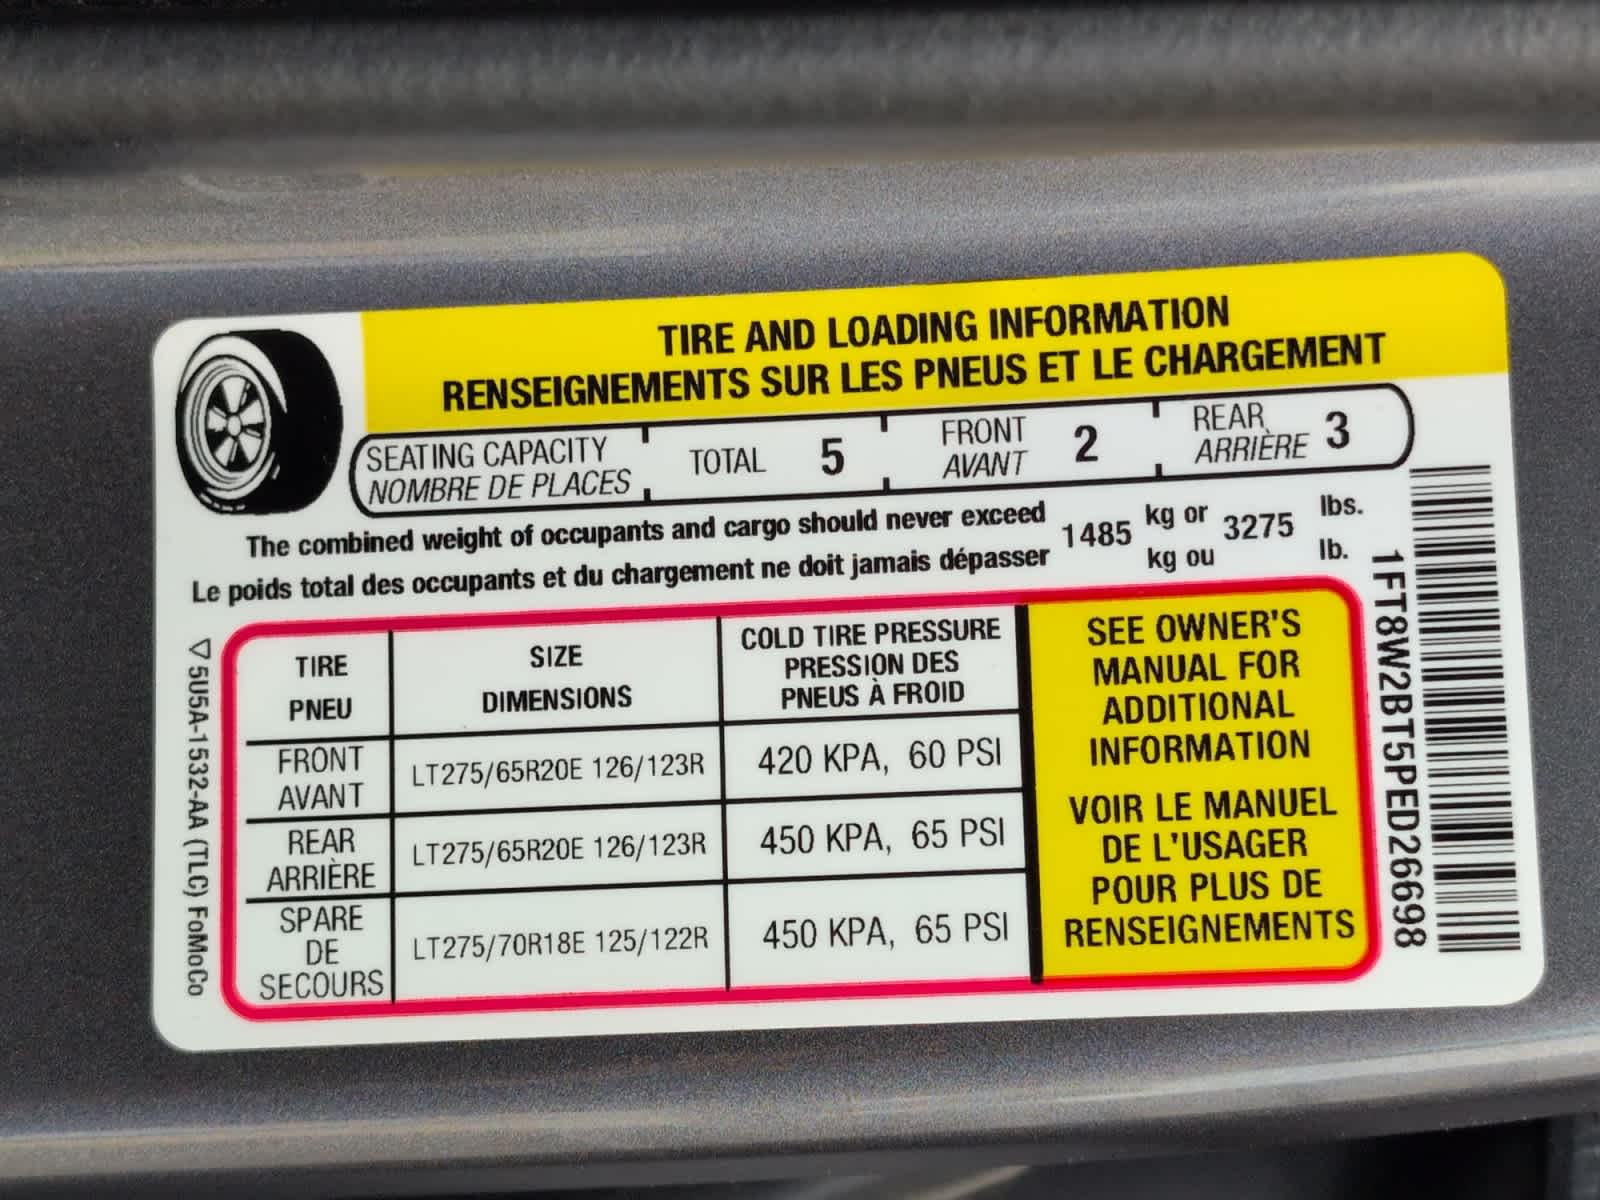 TIRE AND LOADING INFORMATION
RENSEIGNEMENTS SUR LES PNEUS ET LE CHARGEMENT
SEATING CAPACITY
NOMBRE DE PLACES
TOTAL 5
FRONT
AVANT
2
REAR
ARRIÈRE
3
The combined weight of occupants and cargo should never exceed
Le poids total des occupants et du chargement ne doit jamais dépasser
1485
kg or
kg ou
3275
lbs.
lb.
TIRE
PNEU
SIZE
DIMENSIONS
COLD TIRE PRESSURE
PRESSION DES
PNEUS À FROID
FRONT
AVANT
LT275/65R20E 126/123R
420 KPA, 60 PSI
REAR
ARRIÈRE
LT275/65R20E 126/123R
450 KPA, 65 PSI
SPARE
DE
SECOURS
LT275/70R18E 125/122R
450 KPA, 65 PSI
SEE OWNER'S
MANUAL FOR
ADDITIONAL
INFORMATION
VOIR LE MANUEL
DE L'USAGER
POUR PLUS DE
RENSEIGNEMENTS
5U5A-1532-AA (TLC) FoMoCo
1FT8W2BT5PED26698